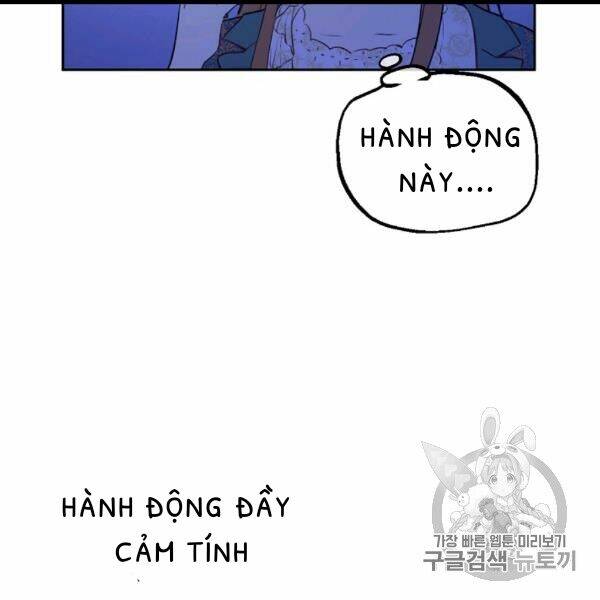 HÀNH ĐỘNG
NÀY....
HÀNH ĐỘNG ĐẦY
CẢM TÍNH
가장 빠른 웹툰 미리보기
구글검색 뉴토끼